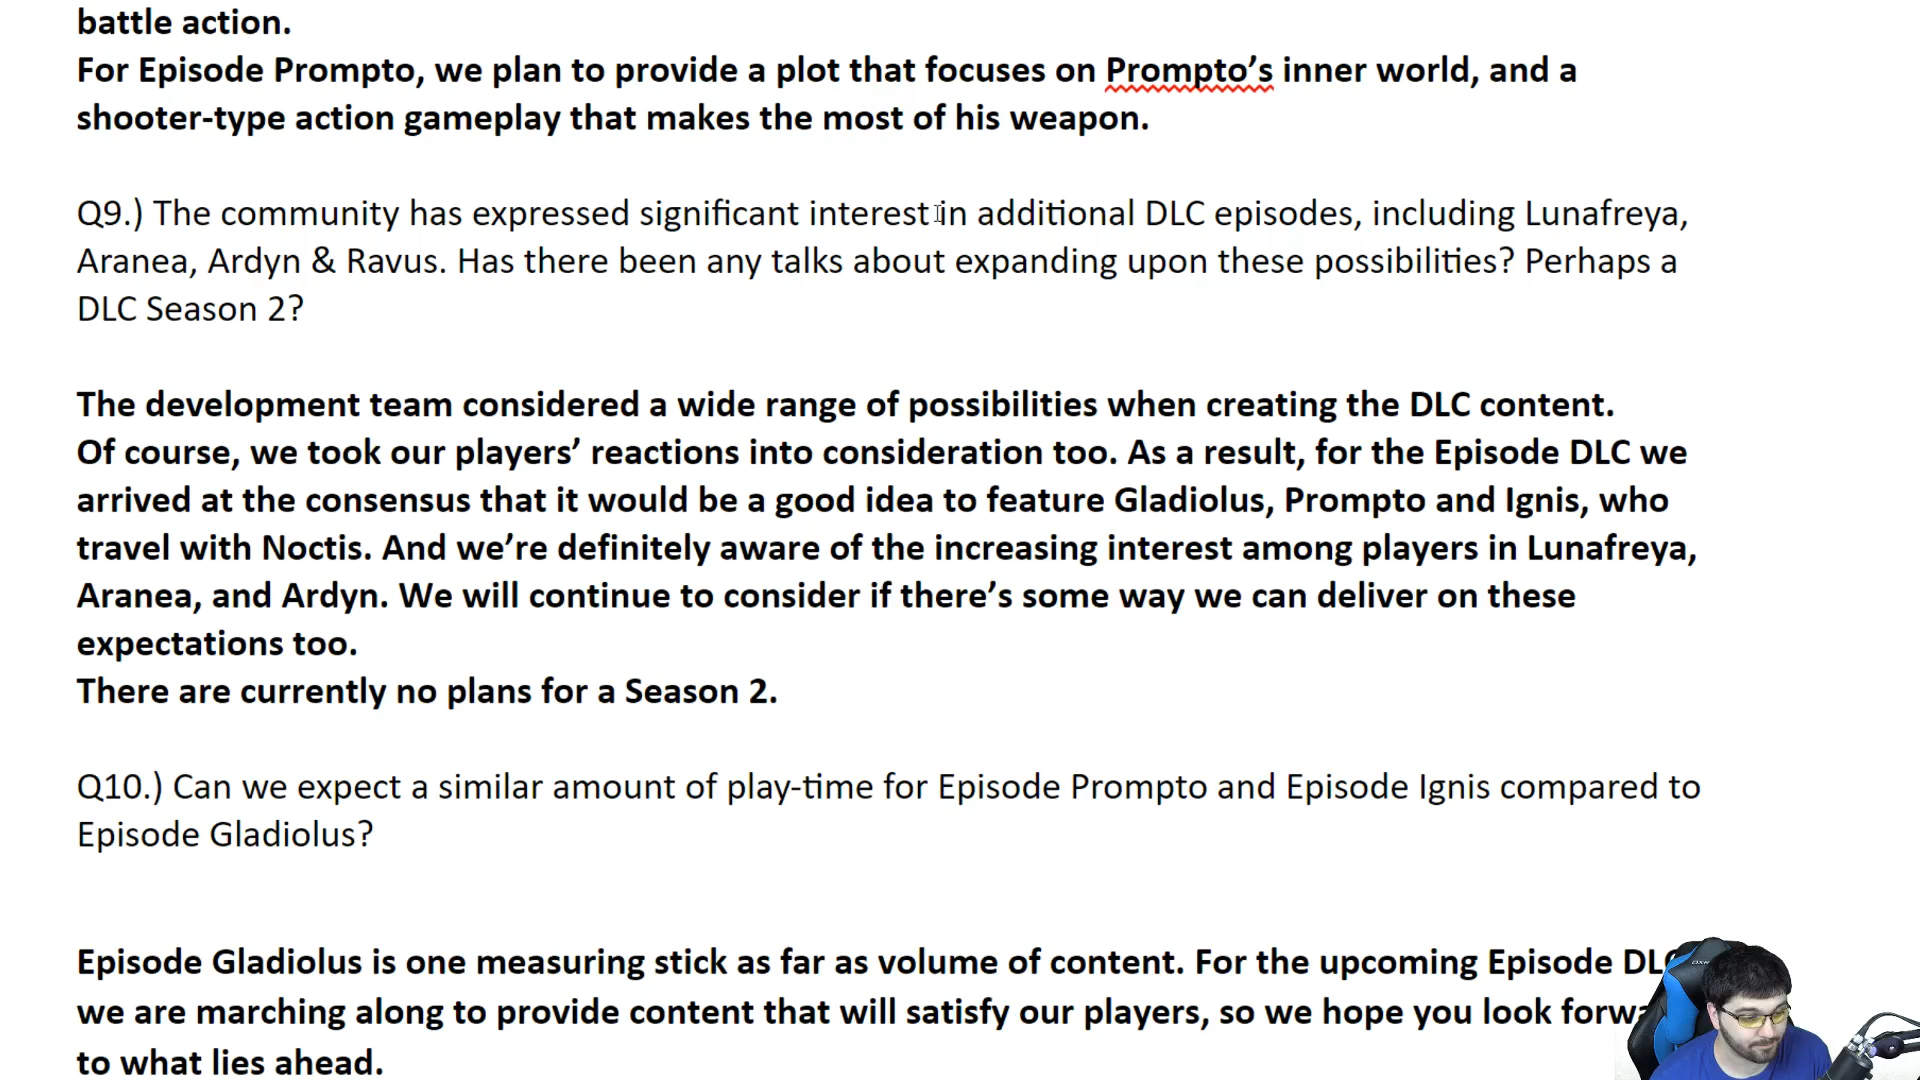 battle action.
For Episode Prompto, we plan to provide a plot that focuses on Prompto’s inner world, and a
shooter-type action gameplay that makes the most of his weapon.
Q9.) The community has expressed significant interest in additional DLC episodes, including Lunafreya,
Aranea, Ardyn & Ravus. Has there been any talks about expanding upon these possibilities? Perhaps a
DLC Season 2?
The development team considered a wide range of possibilities when creating the DLC content.
Of course, we took our players’ reactions into consideration too. As a result, for the Episode DLC we
arrived at the consensus that it would be a good idea to feature Gladiolus, Prompto and Ignis, who
travel with Noctis. And we’re definitely aware of the increasing interest among players in Lunafreya,
Aranea, and Ardyn. We will continue to consider if there’s some way we can deliver on these
expectations too.
There are currently no plans for a Season 2.
Q10.) Can we expect a similar amount of play-time for Episode Prompto and Episode Ignis compared to
Episode Gladiolus?
Episode Gladiolus is one measuring stick as far as volume of content. For the upcoming Episode DLC
we are marching along to provide content that will satisfy our players, so we hope you look forwa
to what lies ahead.